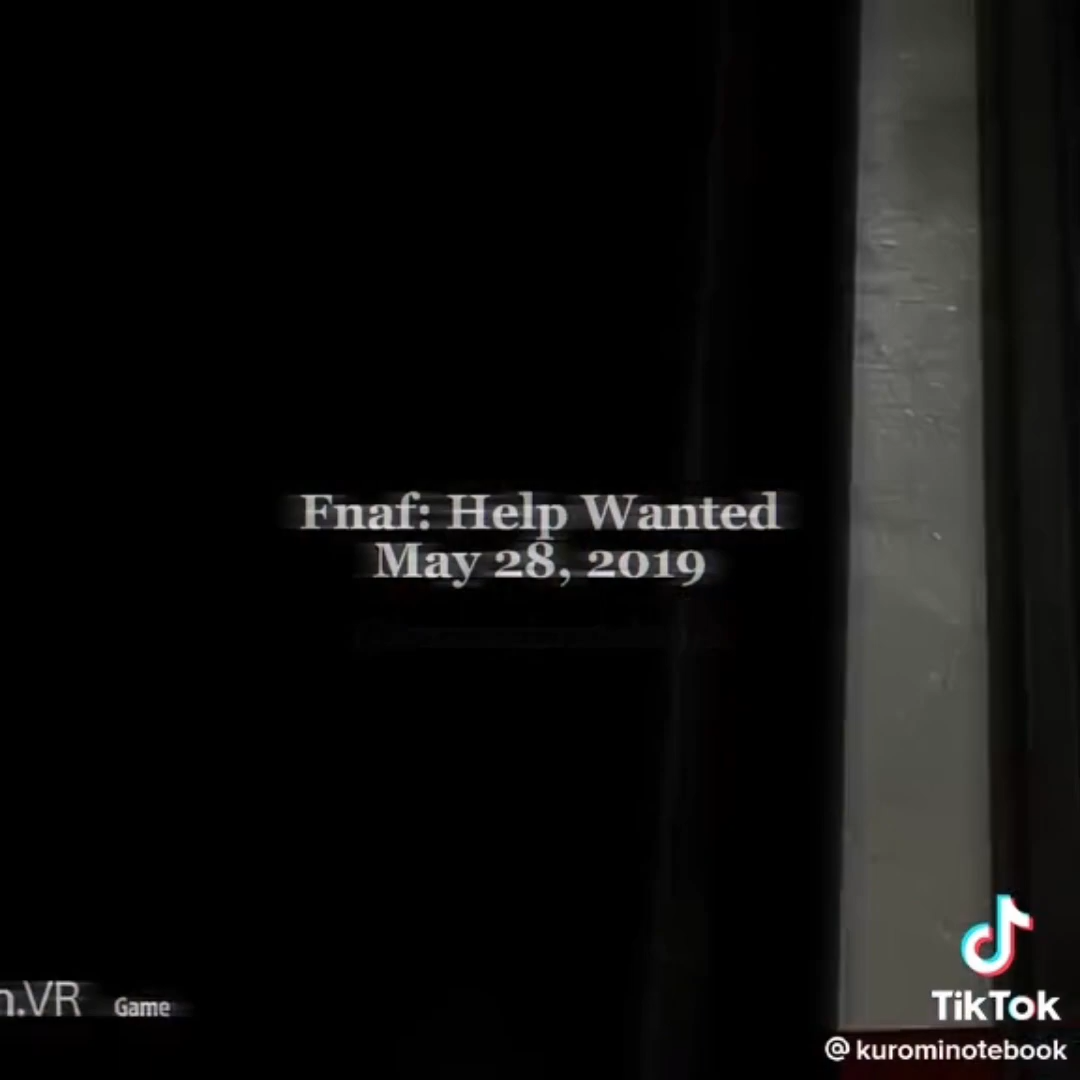 Fnaf: Help Wanted
May 28, 2019
n.VR Game
TikTok
@kurominotebook